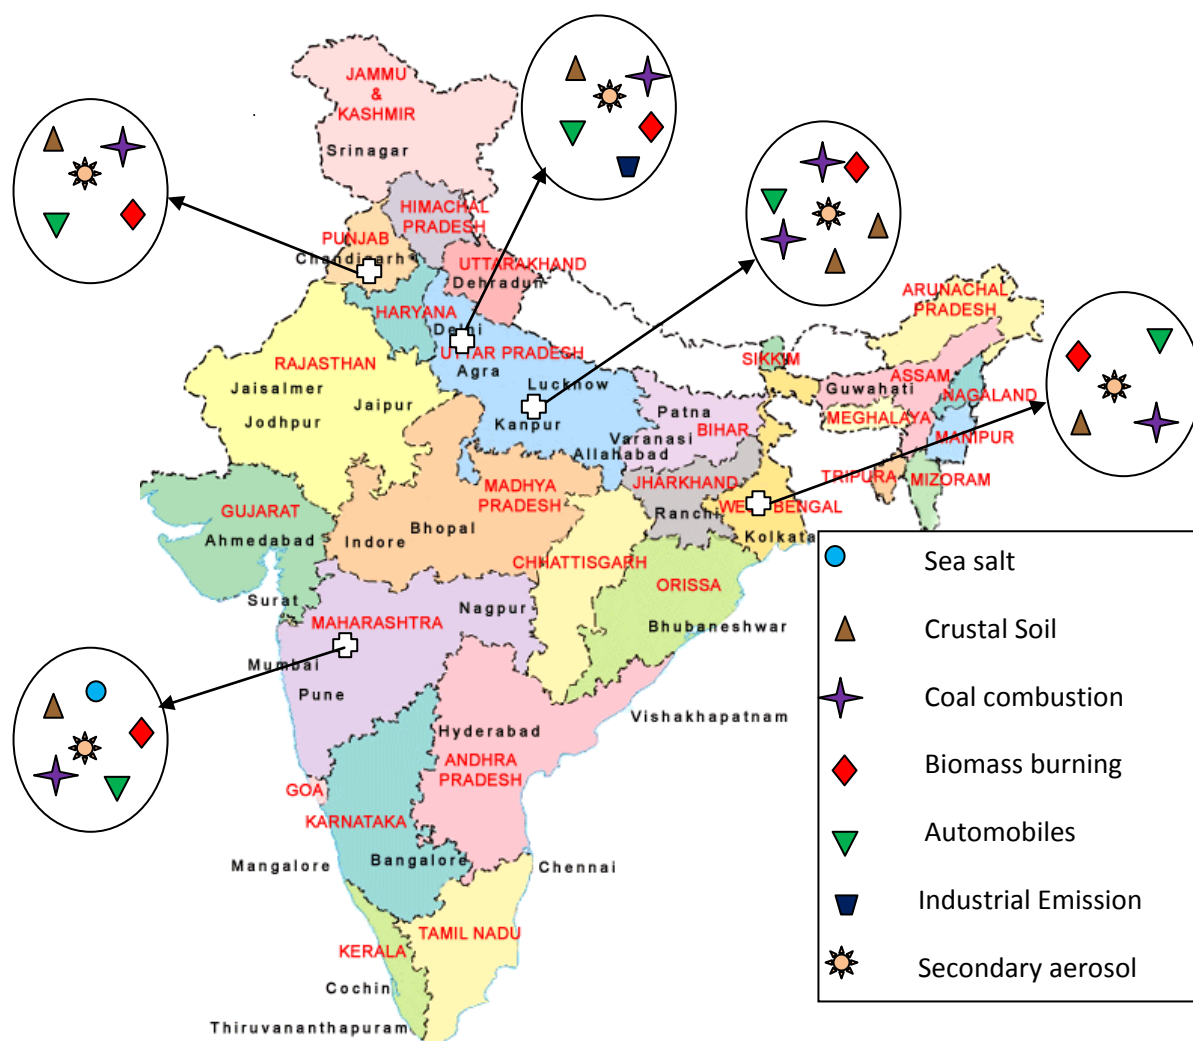 JAMMU
&
KASHMIR
Srinagar
HIMACHAL
PRADESH
PUNJAB
Chandigarh
UTTARAKHAND
Dehradun
HARYANA
Delhi
UTTAR PRADESH
Agra
Lucknow
Kanpur
Allahabad
Varanasi
RAJASTHAN
Jaisalmer
Jaipur
Jodhpur
Patna
BIHAR
SIKKIM
ARUNACHAL
PRADESH
ASSAM
Guwahati
NAGALAND
MEGHALAYA
MANIPUR
TRIPURA
MIZORAM
JHARKHAND
Ranchi
WE BENGAL
Kolkata
GUJARAT
Ahmedabad
Surat
MADHYA
PRADESH
Bhopal
Indore
CHHATTISGARH
ORISSA
Bhubaneshwar
MAHARASHTRA
Nagpur
Mumbai
Pune
Hyderabad
ANDHRA
PRADESH
Vishakhapatnam
GOA
KARNATAKA
Bangalore
Mangalore
Chennai
TAMIL NADU
KERALA
Cochin
Thiruvananthapuram
Sea salt
Crustal Soil
Coal combustion
Biomass burning
Automobiles
Industrial Emission
Secondary aerosol